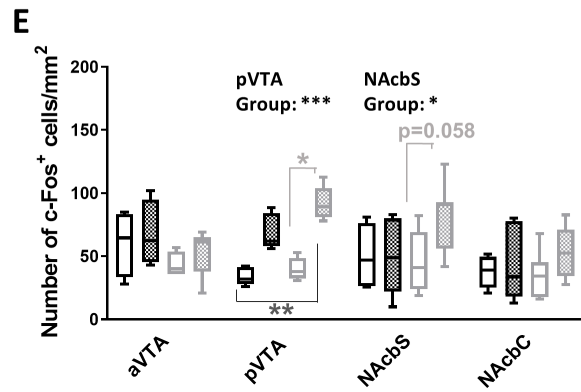 E
Number of c-Fos⁺ cells/mm²
200
150
100
50
0
pVTA
Group: ***
NAcbS
Group: *
p=0.058
*
**
aVTA
pVTA
NAcbS
NAcbC